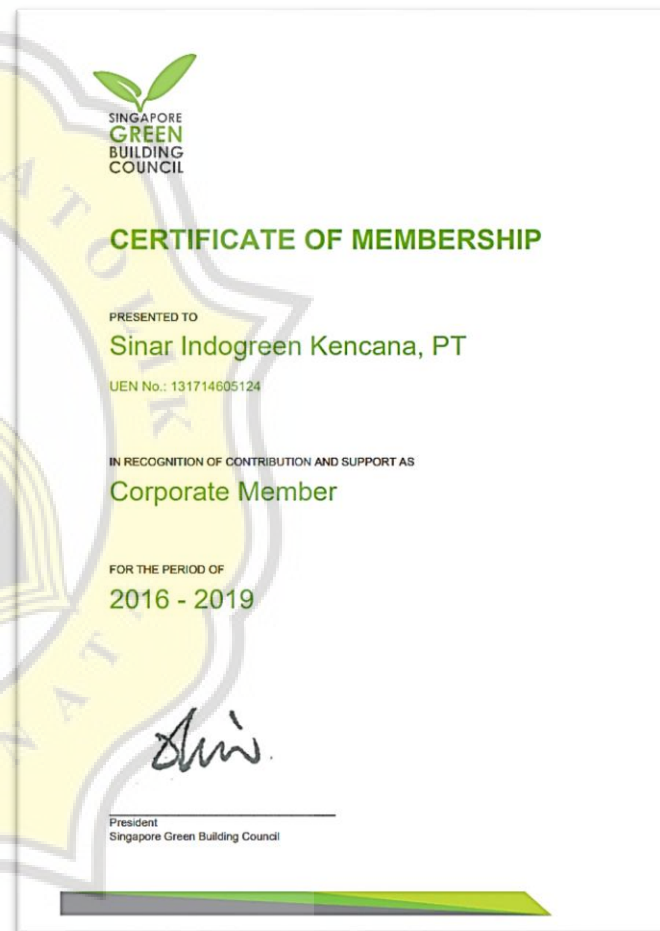 SINGAPORE
GREEN
BUILDING
COUNCIL
CERTIFICATE OF MEMBERSHIP
PRESENTED TO
Sinar Indogreen Kencana, PT
UEN No.: 131714605124
IN RECOGNITION OF CONTRIBUTION AND SUPPORT AS
Corporate Member
FOR THE PERIOD OF
2016 - 2019
President
Singapore Green Building Council